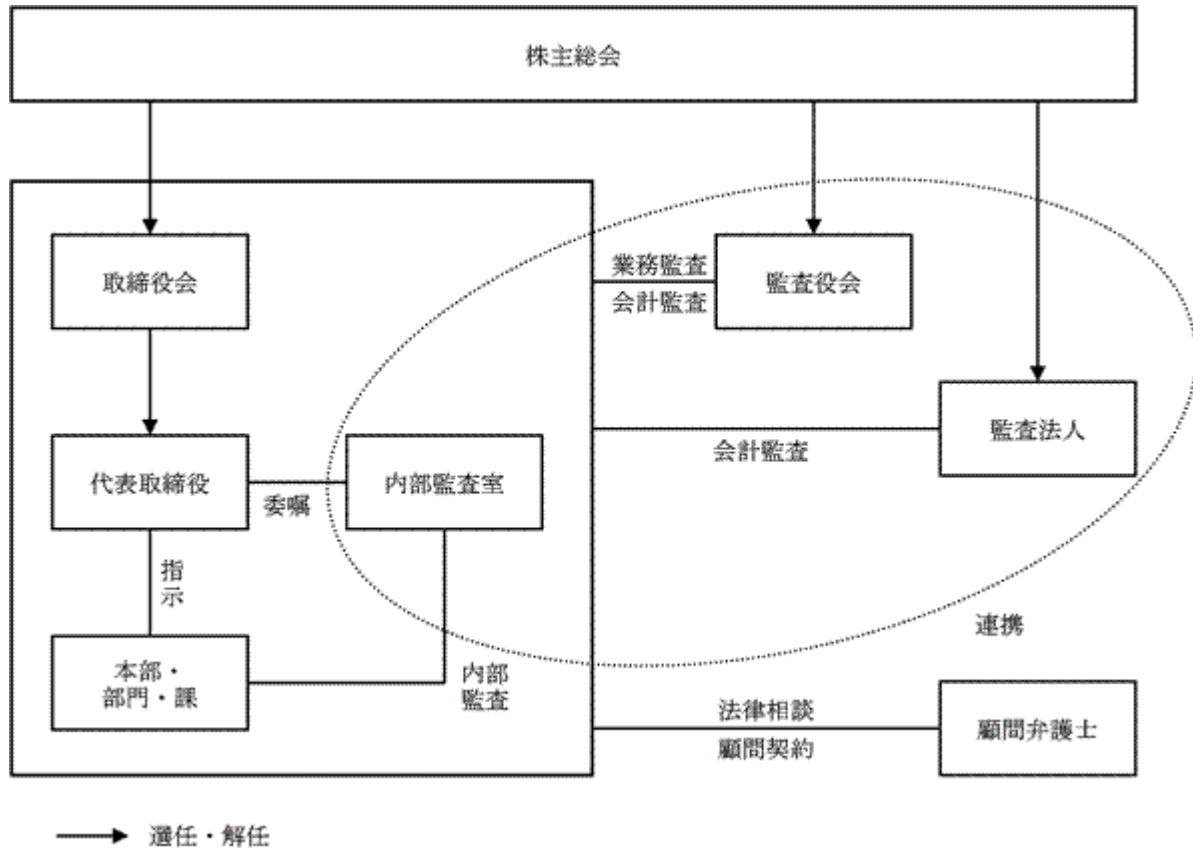 株主総会
取締役会
業務監査
会計監査
監査役会
監査法人
会計監査
代表取締役
委嘱
内部監査室
指
示
連携
本部・
部門・課
内部
監査
法律相談
顧問契約
顧問弁護士
選任・解任